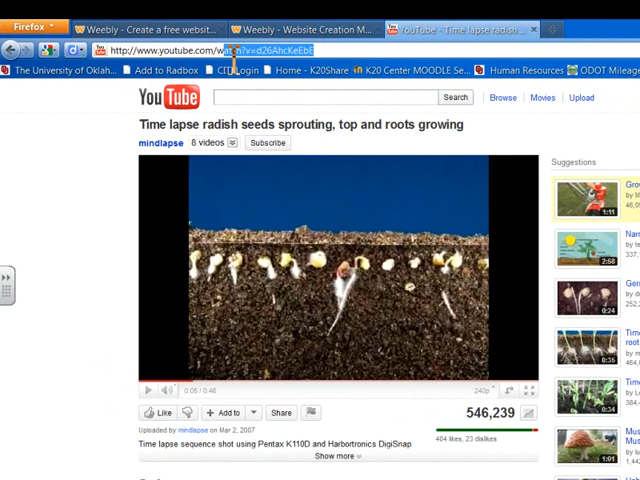 Firefox
Weebly - Create a free websit...
Weebly - Website Creation M...
YouTube - Time lapse radish s...
http://www.youtube.com/watch?v=d26AhcKeEbE
The University of Oklah...
Add to Radbox
CITLogin
Home - K20Share
K20 Center MOODLE Se...
Human Resources
ODOT Mileage
YouTube
Search
Browse
Movies
Upload
Time lapse radish seeds sprouting, top and roots growing
mindlapse
8 videos
Subscribe
Suggestions
1:11
2:58
0:24
0:35
0:34
1:01
0:05 / 0:46
240p
Like
Add to
Share
546,239
Uploaded by mindlapse on Mar 2, 2007
404 likes, 23 dislikes
Time lapse sequence shot using Pentax K110D and Harbortronics DigiSnap
Show more